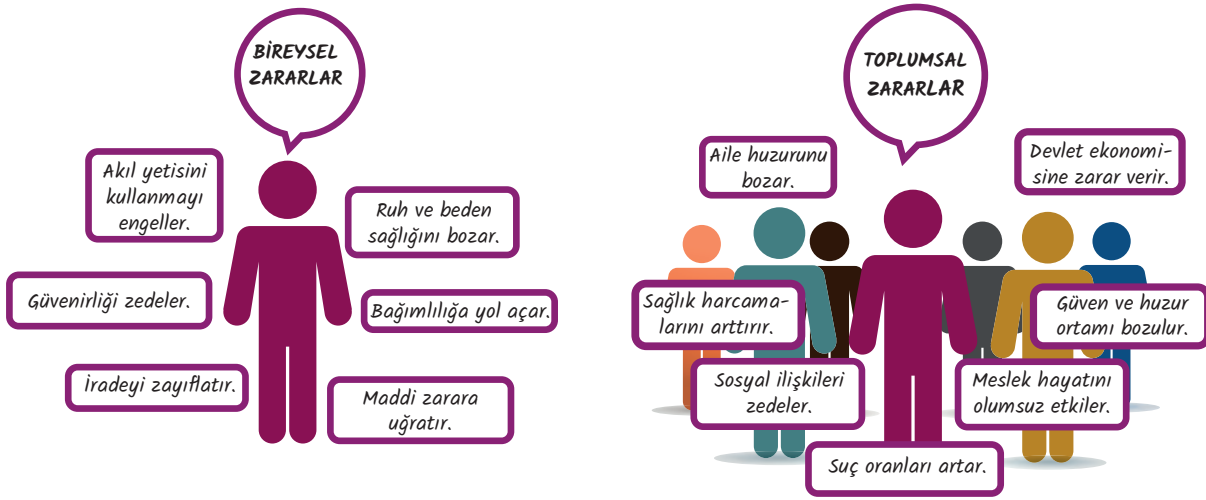 BİREYSEL
ZARARLAR
Akıl yetisini
kullanmayı
engeller.
Ruh ve beden
sağlığını bozar.
Güvenirliği zedeler.
Bağımlılığa yol açar.
İradeyi zayıflatır.
Maddi zarara
uğratır.
TOPLUMSAL
ZARARLAR
Aile huzurunu
bozar.
Devlet ekonomi-
sine zarar verir.
Sağlık harcama-
larını arttırır.
Güven ve huzur
ortamı bozulur.
Sosyal ilişkileri
zedeler.
Meslek hayatını
olumsuz etkiler.
Suç oranları artar.